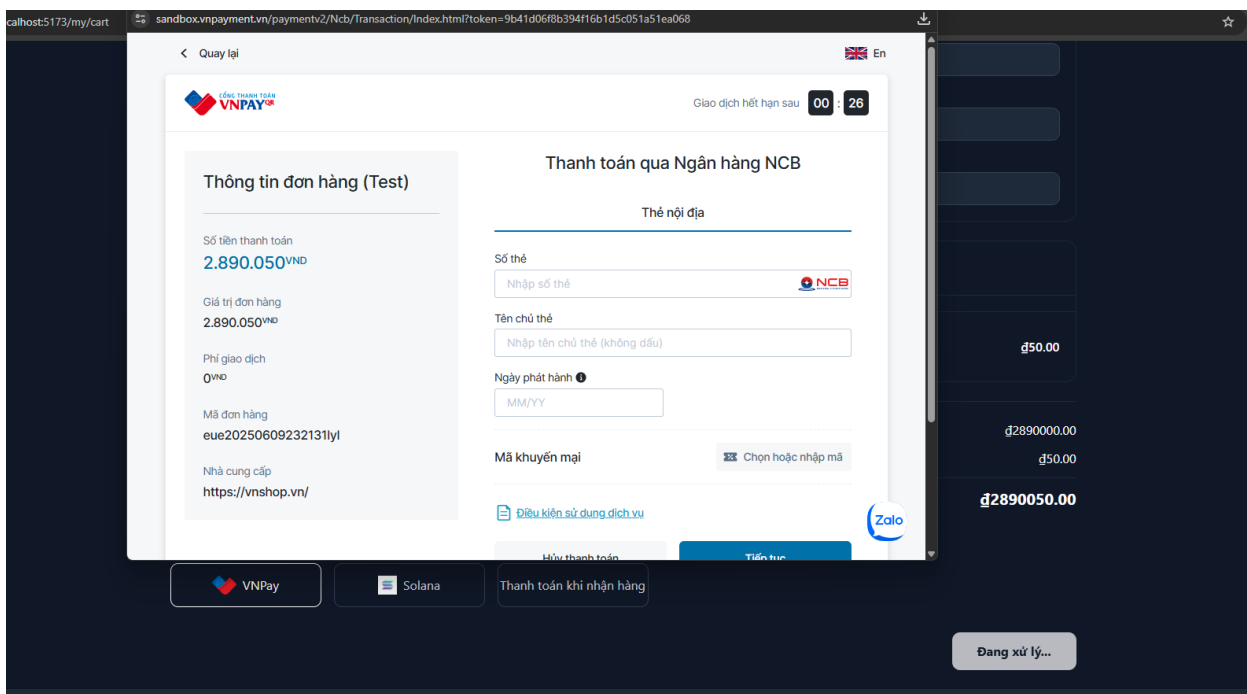 calhost:5173/my/cart
sandbox.vnpayment.vn/paymentv2/Ncb/Transaction/Index.html?token=9b41d06f8b394f16b1d5c051a51ea068
Quay lại
En
CỔNG THANH TOÁN
VNPAYQR
Giao dịch hết hạn sau 00 : 26
Thông tin đơn hàng (Test)
Số tiền thanh toán
2.890.050VND
Giá trị đơn hàng
2.890.050VND
Phí giao dịch
0VND
Mã đơn hàng
eue20250609232131lyl
Nhà cung cấp
https://vnshop.vn/
Thanh toán qua Ngân hàng NCB
Thẻ nội địa
Số thẻ
Nhập số thẻ
NCB
Tên chủ thẻ
Nhập tên chủ thẻ (không dấu)
Ngày phát hành
MM/YY
Mã khuyến mại
Chọn hoặc nhập mã
Điều kiện sử dụng dịch vụ
Hủy thanh toán
Tiếp tục
Zalo
₫50.00
₫2890000.00
₫50.00
₫2890050.00
VNPay
Solana
Thanh toán khi nhận hàng
Đang xử lý...